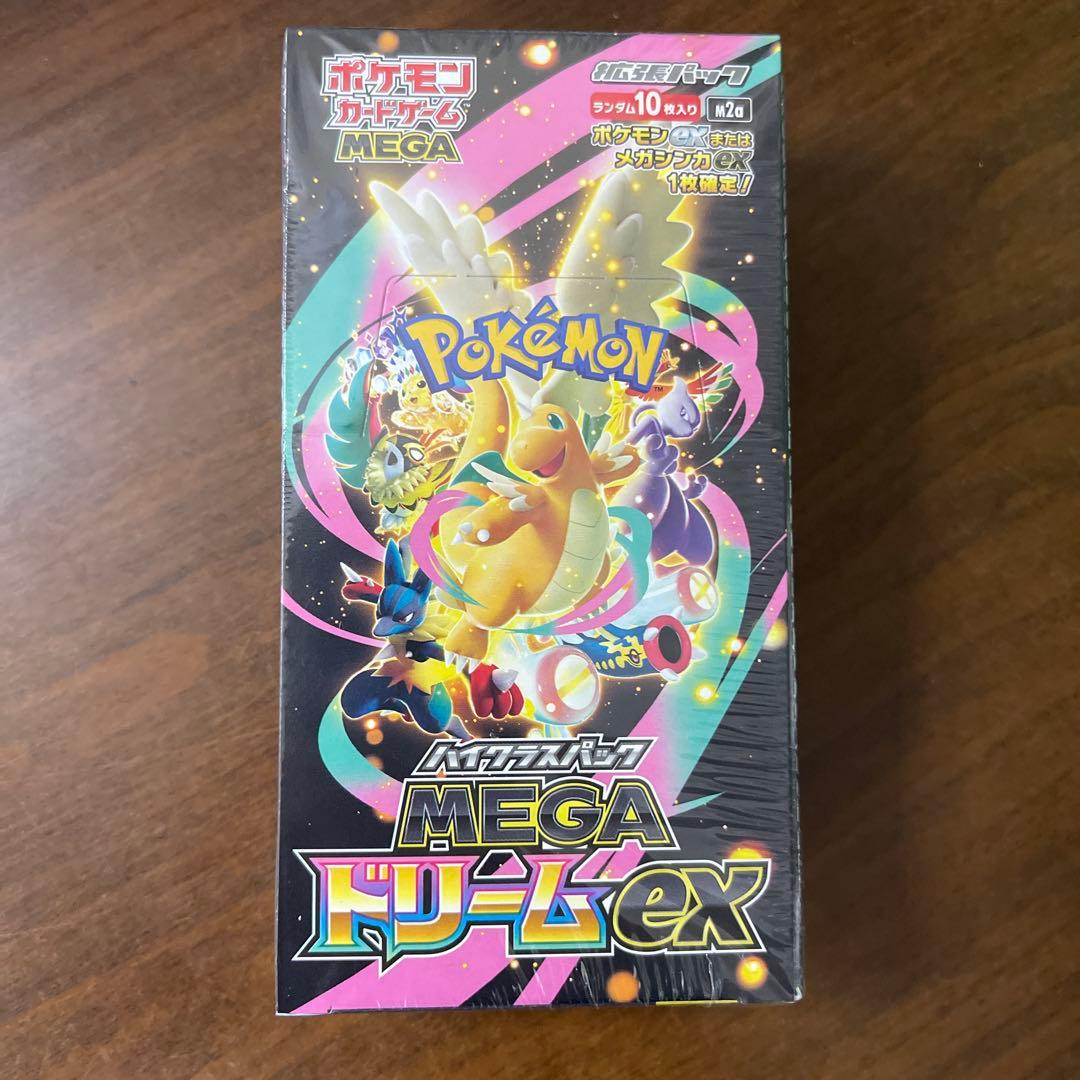 ポケモン
カードゲーム
MEGA
拡張パック
ランダム10枚入り M2a
ポケモンexまたは
メガシンカex
1枚確定!
POKéMON
TM
ハイクラスパック
MEGA
ドリームex